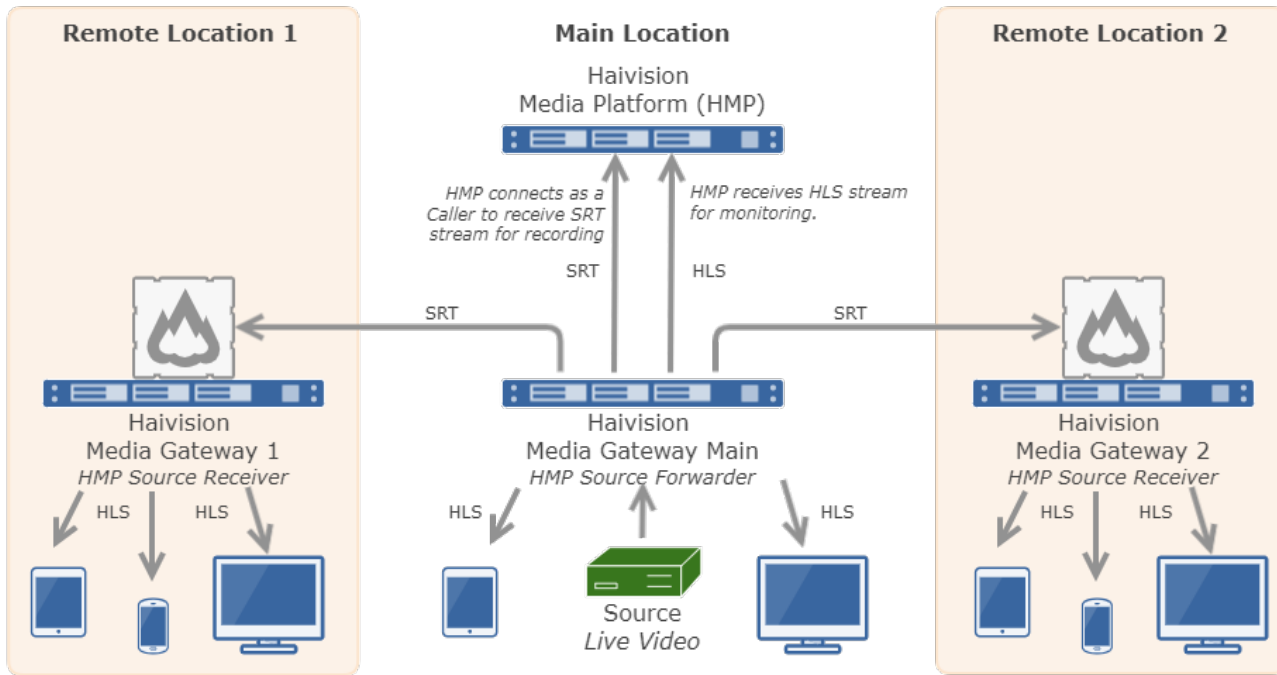 Remote Location 1
Main Location
Remote Location 2
Haivision
Media Platform (HMP)
HMP connects as a
Caller to receive SRT
stream for recording
HMP receives HLS stream
for monitoring.
SRT
HLS
SRT
SRT
Haivision
Media Gateway 1
HMP Source Receiver
Haivision
Media Gateway Main
HMP Source Forwarder
Haivision
Media Gateway 2
HMP Source Receiver
HLS
HLS
HLS
HLS
HLS
HLS
Source
Live Video